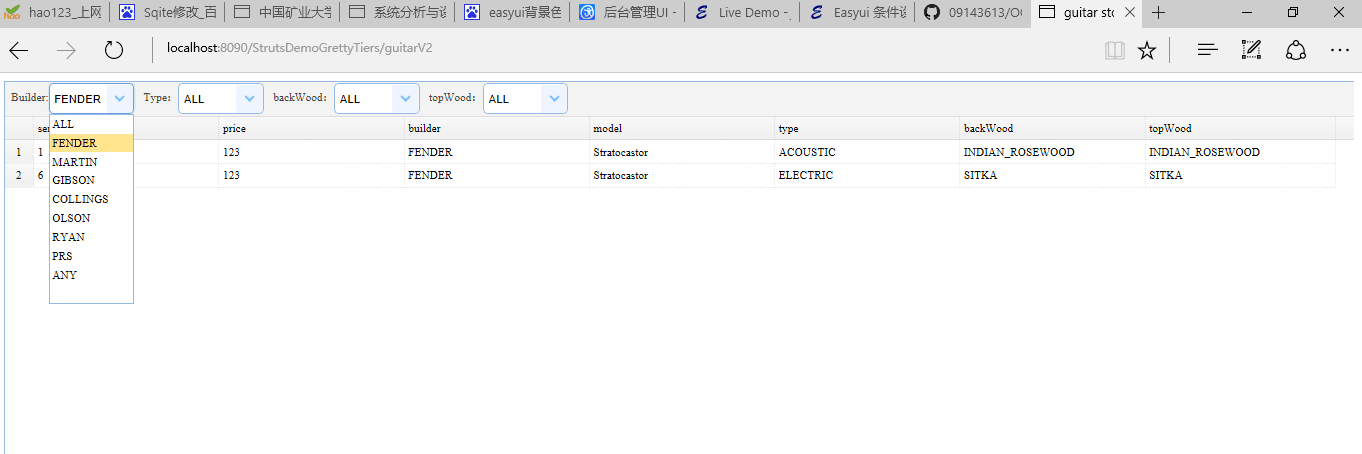 hao123_上网 Sqite修改_百 中国矿业大学 系统分析与设 easyui背景色 后台管理UI - Live Demo - Easyui 条件设 09143613/O guitar sto
localhost:8090/StrutsDemoGrettyTiers/guitarV2
Builder: FENDER Type: ALL backWood: ALL topWood: ALL
ser price builder model type backWood topWood
1 1 123 FENDER Stratocastor ACOUSTIC INDIAN_ROSEWOOD INDIAN_ROSEWOOD
2 6 123 FENDER Stratocastor ELECTRIC SITKA SITKA
ALL
FENDER
MARTIN
GIBSON
COLLINGS
OLSON
RYAN
PRS
ANY